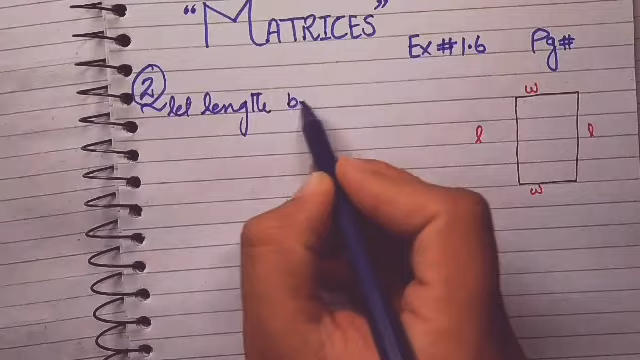 "MATRICES"
Ex#1.6 Pg#
2 let length b
w
l l
w